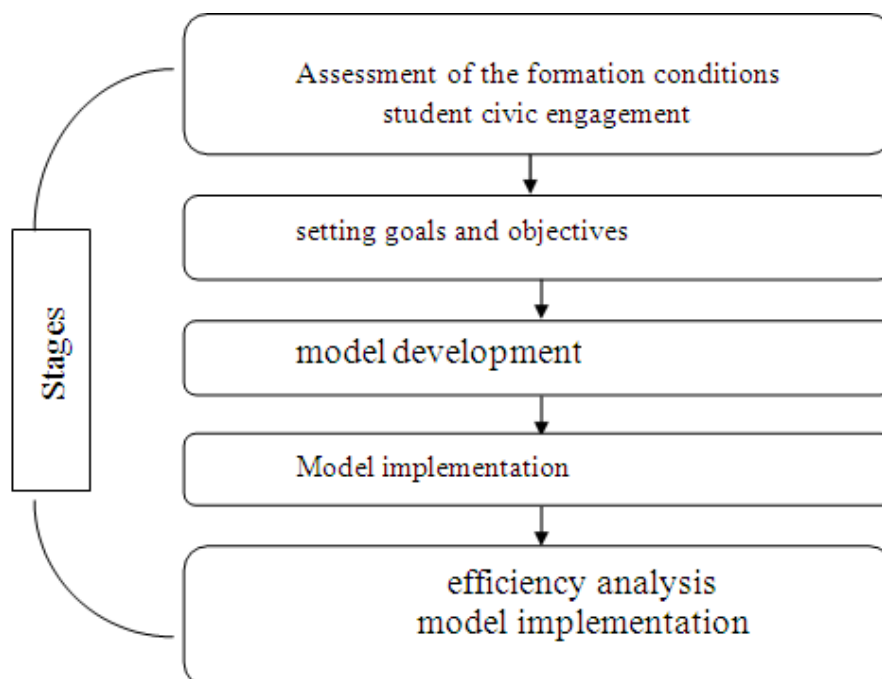 Assessment of the formation conditions
student civic engagement
setting goals and objectives
Stages
model development
Model implementation
efficiency analysis
model implementation